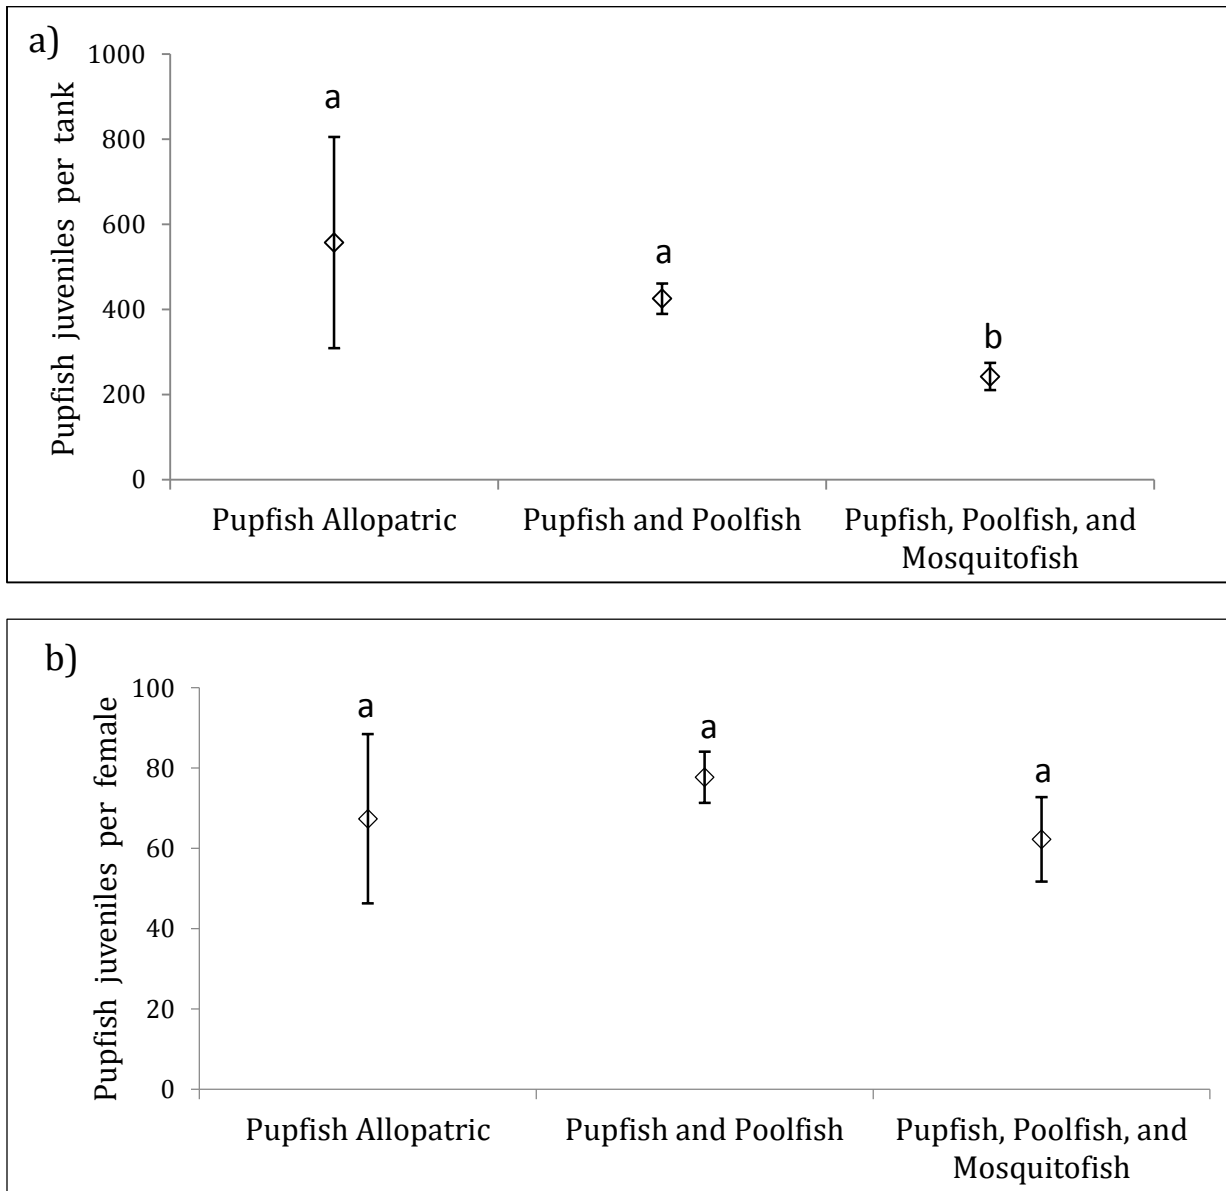 a)
Pupfish juveniles per tank
1000
800
600
400
200
0
a
a
b
Pupfish Allopatric
Pupfish and Poolfish
Pupfish, Poolfish, and
Mosquitofish
b)
Pupfish juveniles per female
100
80
60
40
20
0
a
a
a
Pupfish Allopatric
Pupfish and Poolfish
Pupfish, Poolfish, and
Mosquitofish